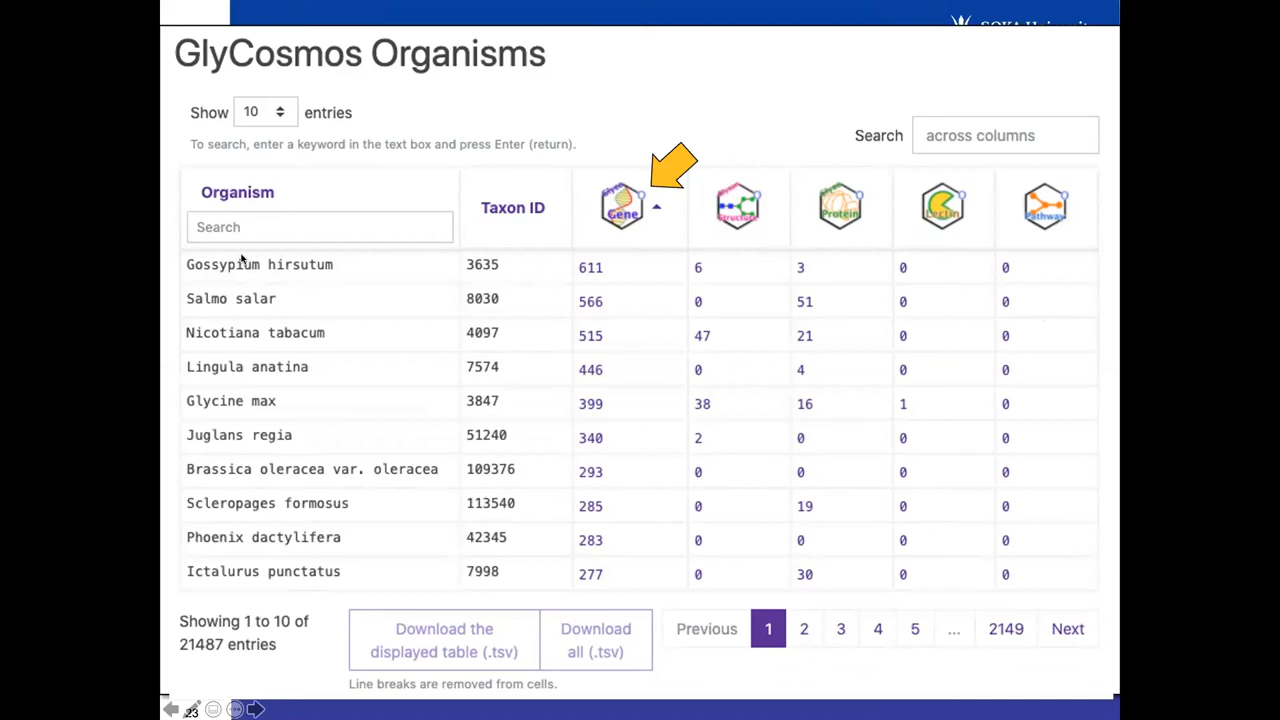 SOKA University
GlyCosmos Organisms
Show 10 entries
To search, enter a keyword in the text box and press Enter (return).
Search across columns
Organism Taxon ID Gene Structure Protein Lectin Pathway
Search
Gossypium hirsutum 3635 611 6 3 0 0
Salmo salar 8030 566 0 51 0 0
Nicotiana tabacum 4097 515 47 21 0 0
Lingula anatina 7574 446 0 4 0 0
Glycine max 3847 399 38 16 1 0
Juglans regia 51240 340 2 0 0 0
Brassica oleracea var. oleracea 109376 293 0 0 0 0
Scleropages formosus 113540 285 0 19 0 0
Phoenix dactylifera 42345 283 0 0 0 0
Ictalurus punctatus 7998 277 0 30 0 0
Showing 1 to 10 of
21487 entries
Download the
displayed table (.tsv)
Download
all (.tsv)
Previous 1 2 3 4 5 ... 2149 Next
Line breaks are removed from cells.
23